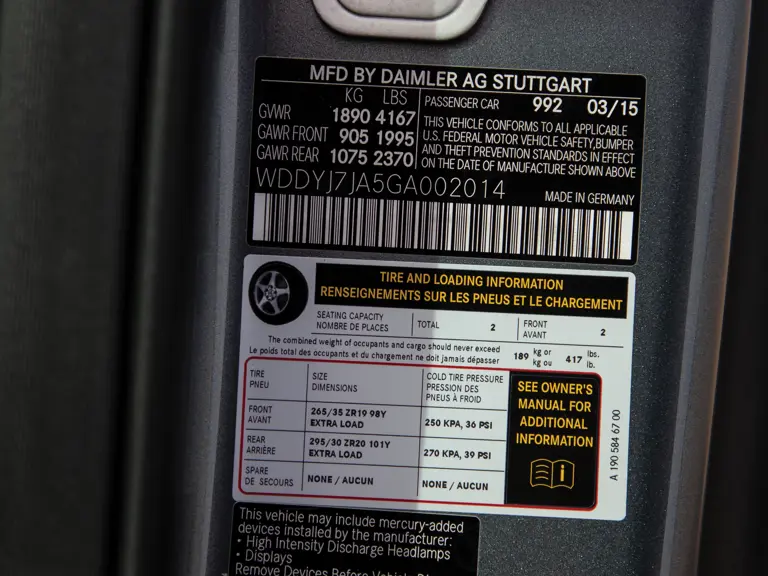 MFD BY DAIMLER AG STUTTGART
KG LBS
GVWR 1890 4167
GAWR FRONT 905 1995
GAWR REAR 1075 2370
PASSENGER CAR 992 03/15
THIS VEHICLE CONFORMS TO ALL APPLICABLE
U.S. FEDERAL MOTOR VEHICLE SAFETY,BUMPER
AND THEFT PREVENTION STANDARDS IN EFFECT
ON THE DATE OF MANUFACTURE SHOWN ABOVE
WDDYJ7JA5GA002014
MADE IN GERMANY
TIRE AND LOADING INFORMATION
RENSEIGNEMENTS SUR LES PNEUS ET LE CHARGEMENT
SEATING CAPACITY
NOMBRE DE PLACES
TOTAL 2
FRONT
AVANT
2
The combined weight of occupants and cargo should never exceed
Le poids total des occupants et du chargement ne doit jamais dépasser
189 kg or
kg ou
417 lbs.
lb.
TIRE
PNEU
SIZE
DIMENSIONS
COLD TIRE PRESSURE
PRESSION DES
PNEUS À FROID
FRONT
AVANT
265/35 ZR19 98Y
EXTRA LOAD
250 KPA, 36 PSI
REAR
ARRIÈRE
295/30 ZR20 101Y
EXTRA LOAD
270 KPA, 39 PSI
SPARE
DE SECOURS
NONE / AUCUN
NONE / AUCUN
SEE OWNER'S
MANUAL FOR
ADDITIONAL
INFORMATION
A 190 584 67 00
This vehicle may include mercury-added
devices installed by the manufacturer:
• High Intensity Discharge Headlamps
• Displays
Remove Devices Before Vehicle